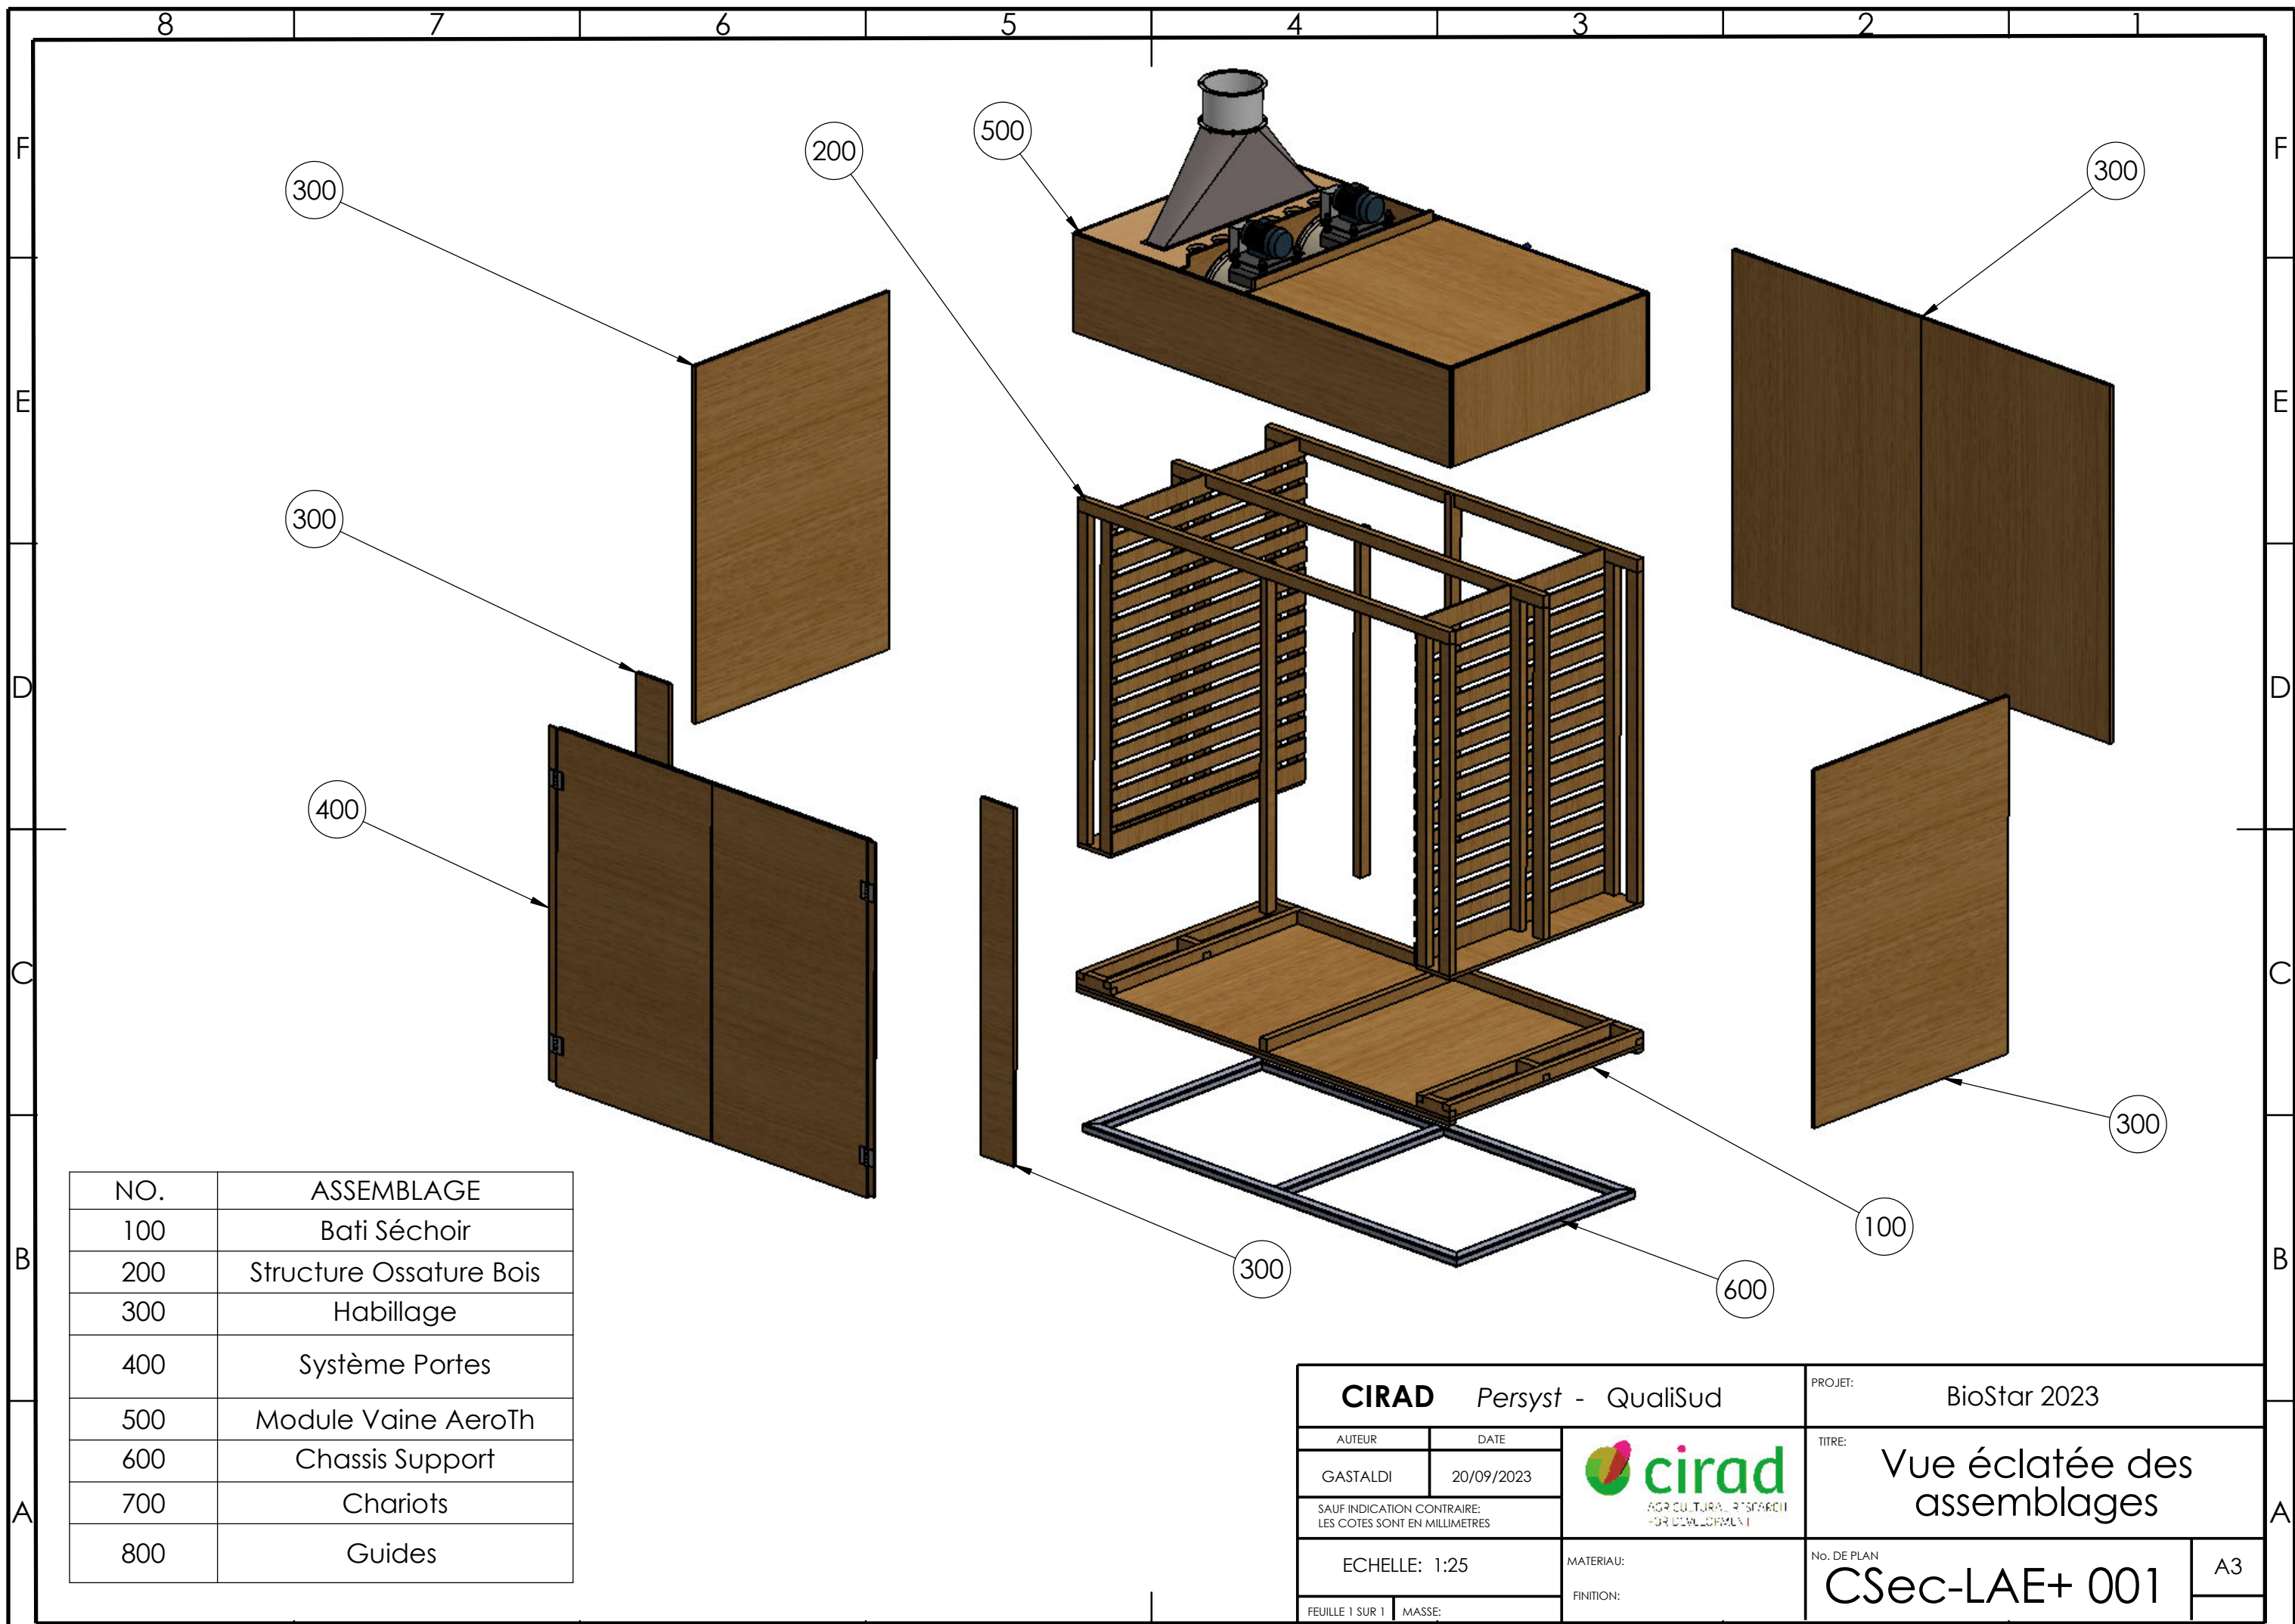 8 7 6 5 4 3 2 1
F F
E E
D D
C C
B B
A A
300
200
500
300
300
400
300
300
100
600
NO. ASSEMBLAGE
100 Bati Séchoir
200 Structure Ossature Bois
300 Habillage
400 Système Portes
500 Module Vaine AeroTh
600 Chassis Support
700 Chariots
800 Guides
CIRAD Persyst - QualiSud
PROJET: BioStar 2023
AUTEUR DATE
GASTALDI 20/09/2023
SAUF INDICATION CONTRAIRE:
LES COTES SONT EN MILLIMETRES
cirad
AGRICULTURAL RESEARCH
FOR DEVELOPMENT
TITRE: Vue éclatée des
assemblages
ECHELLE: 1:25
MATERIAU:
FINITION:
No. DE PLAN
CSec-LAE+ 001
A3
FEUILLE 1 SUR 1 MASSE: